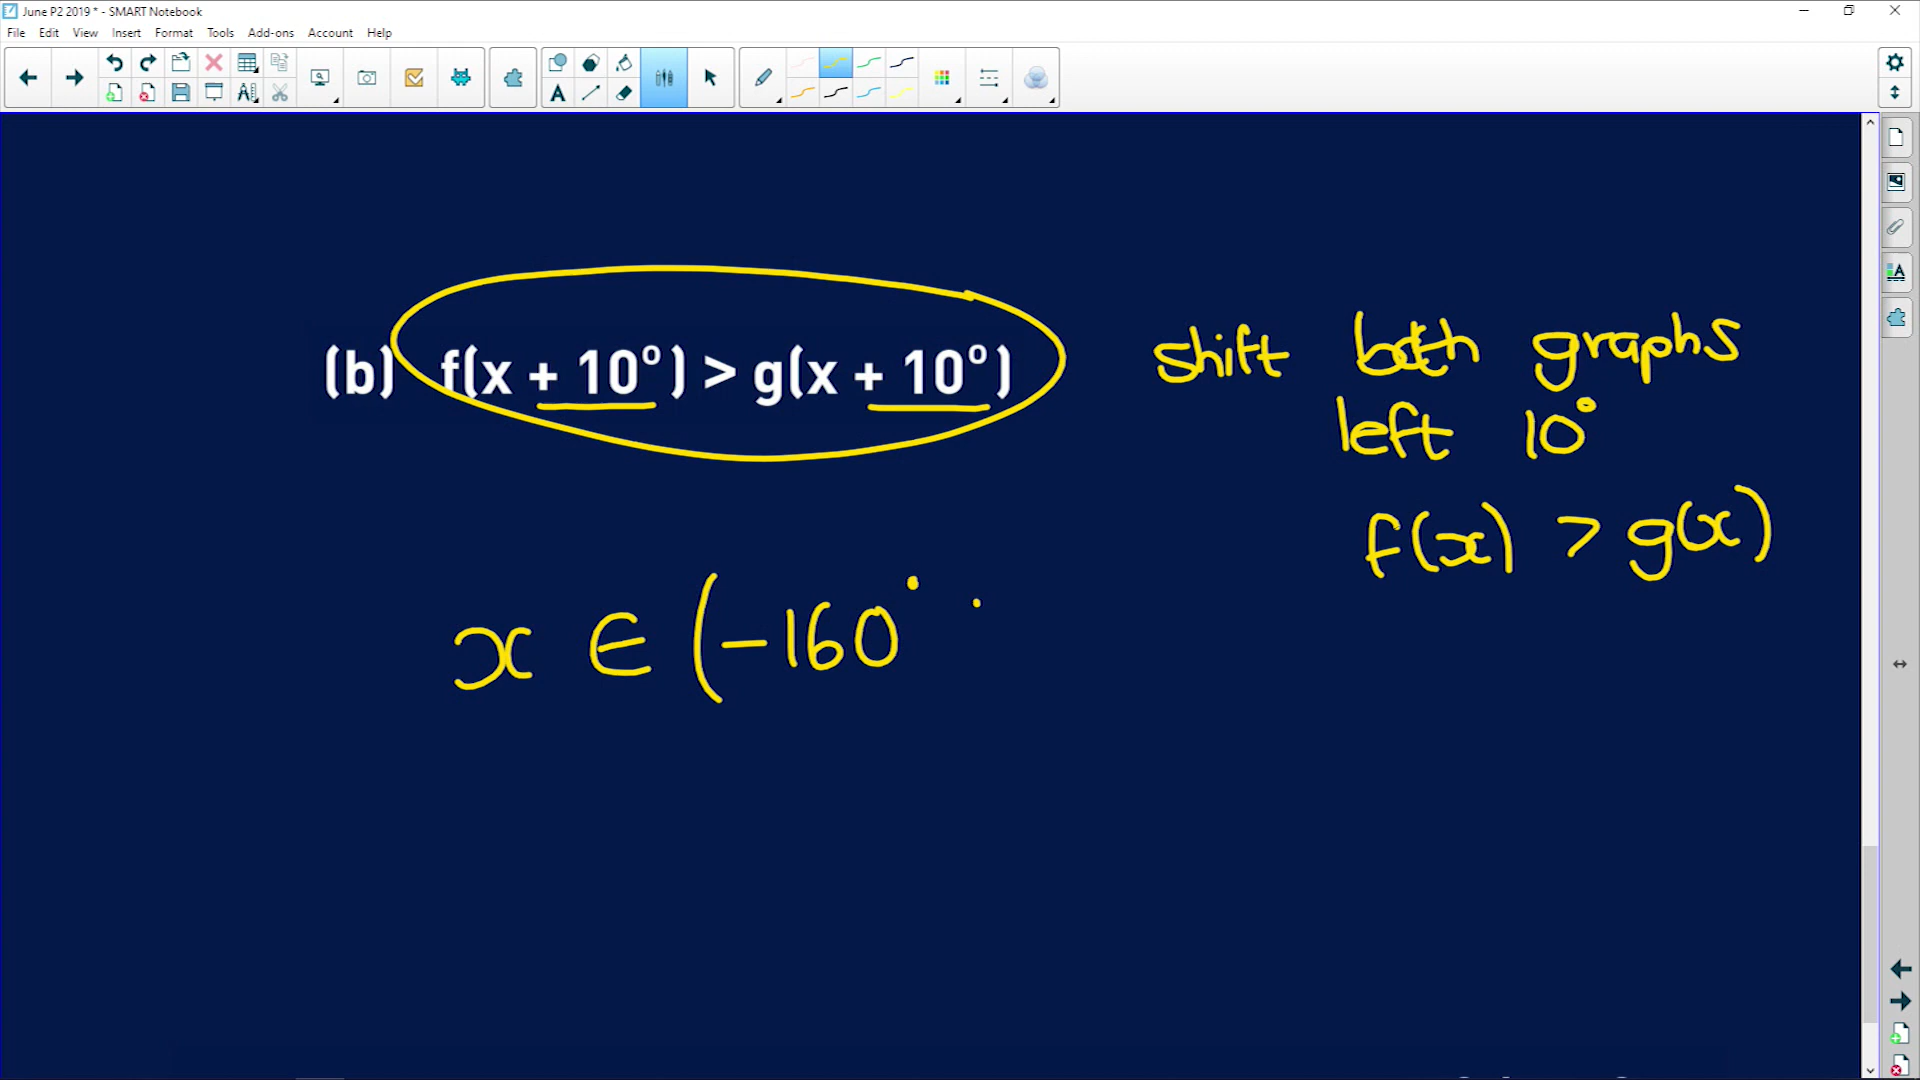 June P2 2019 * - SMART Notebook
File Edit View Insert Format Tools Add-ons Account Help
(b) f(x + 10°) > g(x + 10°)
shift both graphs
left 10°
f(x) > g(x)
x ∈ (-160°